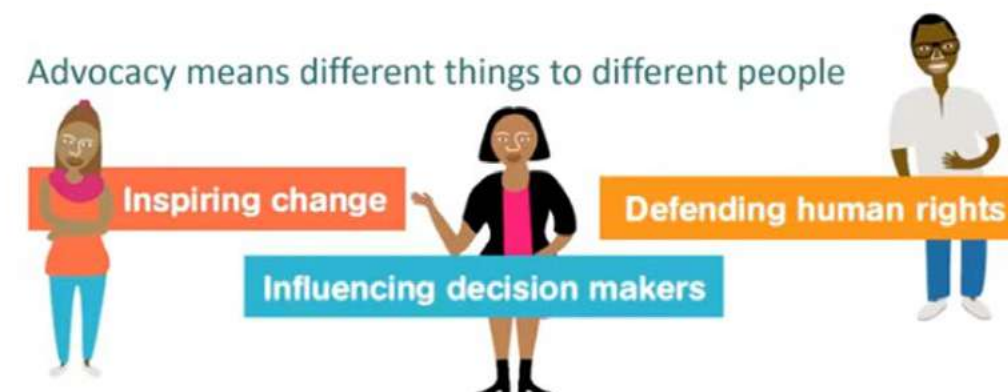 Advocacy means different things to different people
Inspiring change
Defending human rights
Influencing decision makers